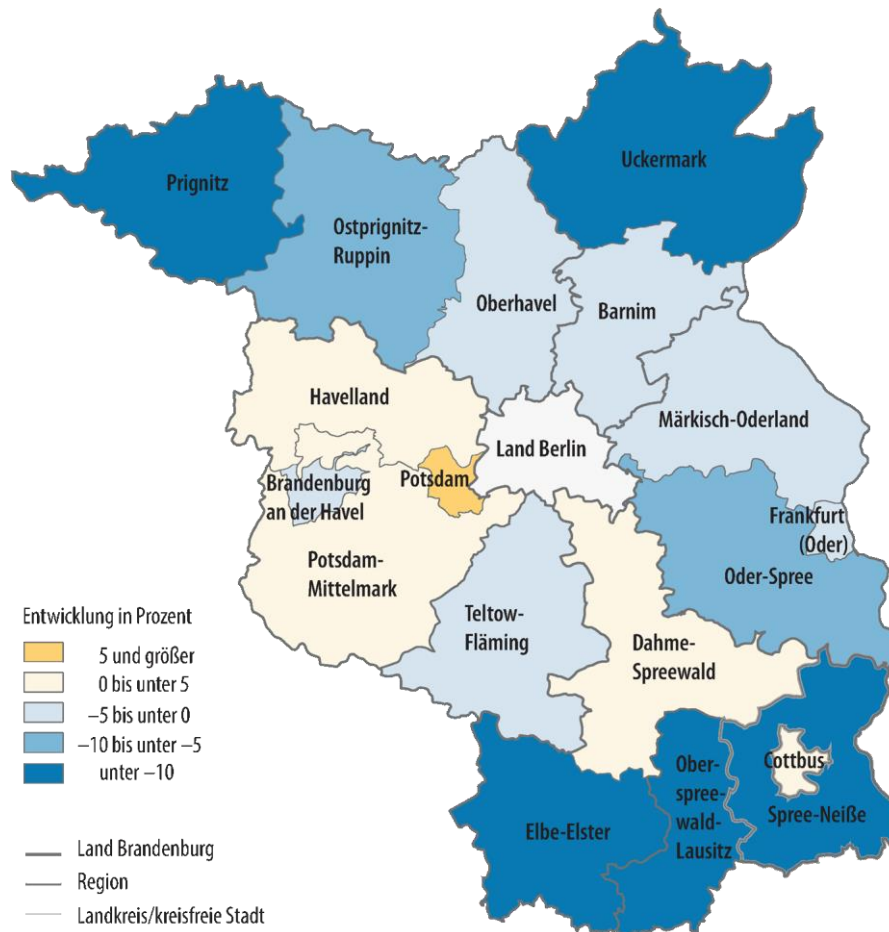 Prignitz
Uckermark
Ostprignitz-
Ruppin
Oberhavel
Barnim
Havelland
Märkisch-Oderland
Land Berlin
Brandenburg
an der Havel
Potsdam
Frankfurt
(Oder)
Potsdam-
Mittelmark
Oder-Spree
Teltow-
Fläming
Dahme-
Spreewald
Entwicklung in Prozent
5 und größer
0 bis unter 5
–5 bis unter 0
–10 bis unter –5
unter –10
Cottbus
Ober-
spree-
wald-
Lausitz
Spree-Neiße
Elbe-Elster
Land Brandenburg
Region
Landkreis/kreisfreie Stadt